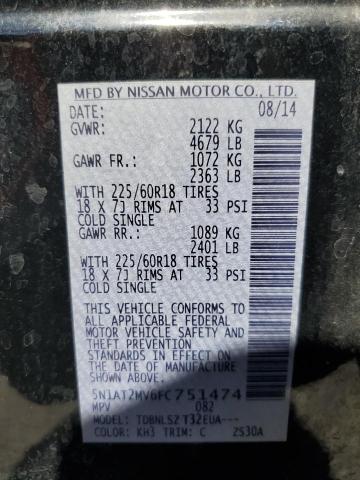 MFD BY NISSAN MOTOR CO., LTD.
DATE: 08/14
GVWR: 2122 KG
4679 LB
GAWR FR.: 1072 KG
2363 LB
WITH 225/60R18 TIRES
18 X 7J RIMS AT 33 PSI
COLD SINGLE
GAWR RR.: 1089 KG
2401 LB
WITH 225/60R18 TIRES
18 X 7J RIMS AT 33 PSI
COLD SINGLE
THIS VEHICLE CONFORMS TO
ALL APPLICABLE FEDERAL
MOTOR VEHICLE SAFETY AND
THEFT PREVENTION
STANDARDS IN EFFECT ON
THE DATE OF MANUFACTURE
SHOWN ABOVE.
5N1AT2MV6FC751474
MPV 082
MODEL: TDBNLSZ T32EUA---
COLOR: KH3 TRIM: C 2S30A